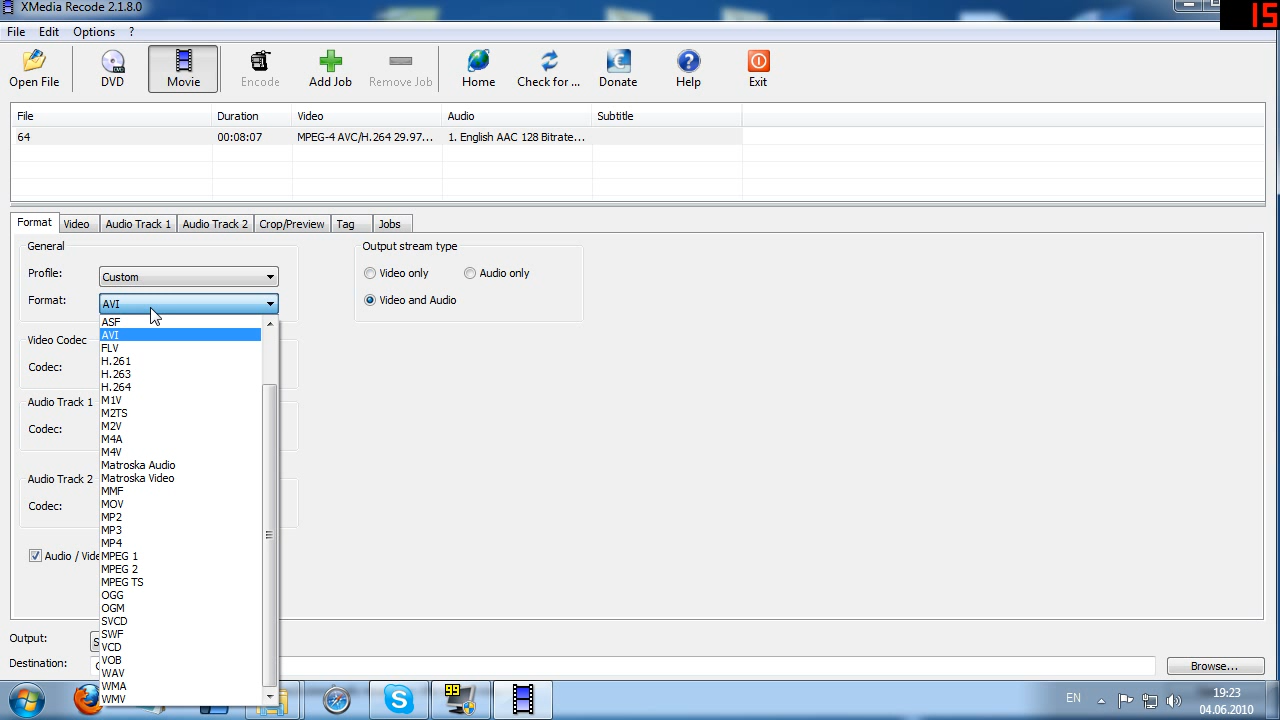 XMedia Recode 2.1.8.0
15
File Edit Options ?
Open File DVD Movie Encode Add Job Remove Job Home Check for ... Donate Help Exit
File Duration Video Audio Subtitle
64 00:08:07 MPEG-4 AVC/H.264 29.97... 1. English AAC 128 Bitrate...
Format Video Audio Track 1 Audio Track 2 Crop/Preview Tag Jobs
General
Output stream type
Profile: Custom
Video only Audio only
Format: AVI
Video and Audio
ASF
AVI
FLV
H.261
H.263
H.264
M1V
M2TS
M2V
M4A
M4V
Matroska Audio
Matroska Video
MMF
MOV
MP2
MP3
MP4
MPEG 1
MPEG 2
MPEG TS
OGG
OGM
SVCD
SWF
VCD
VOB
WAV
WMA
WMV
Video Codec
Codec:
Audio Track 1
Codec:
Audio Track 2
Codec:
Audio / Vide
Output:
Destination:
Browse...
99
EN
19:23
04.06.2010